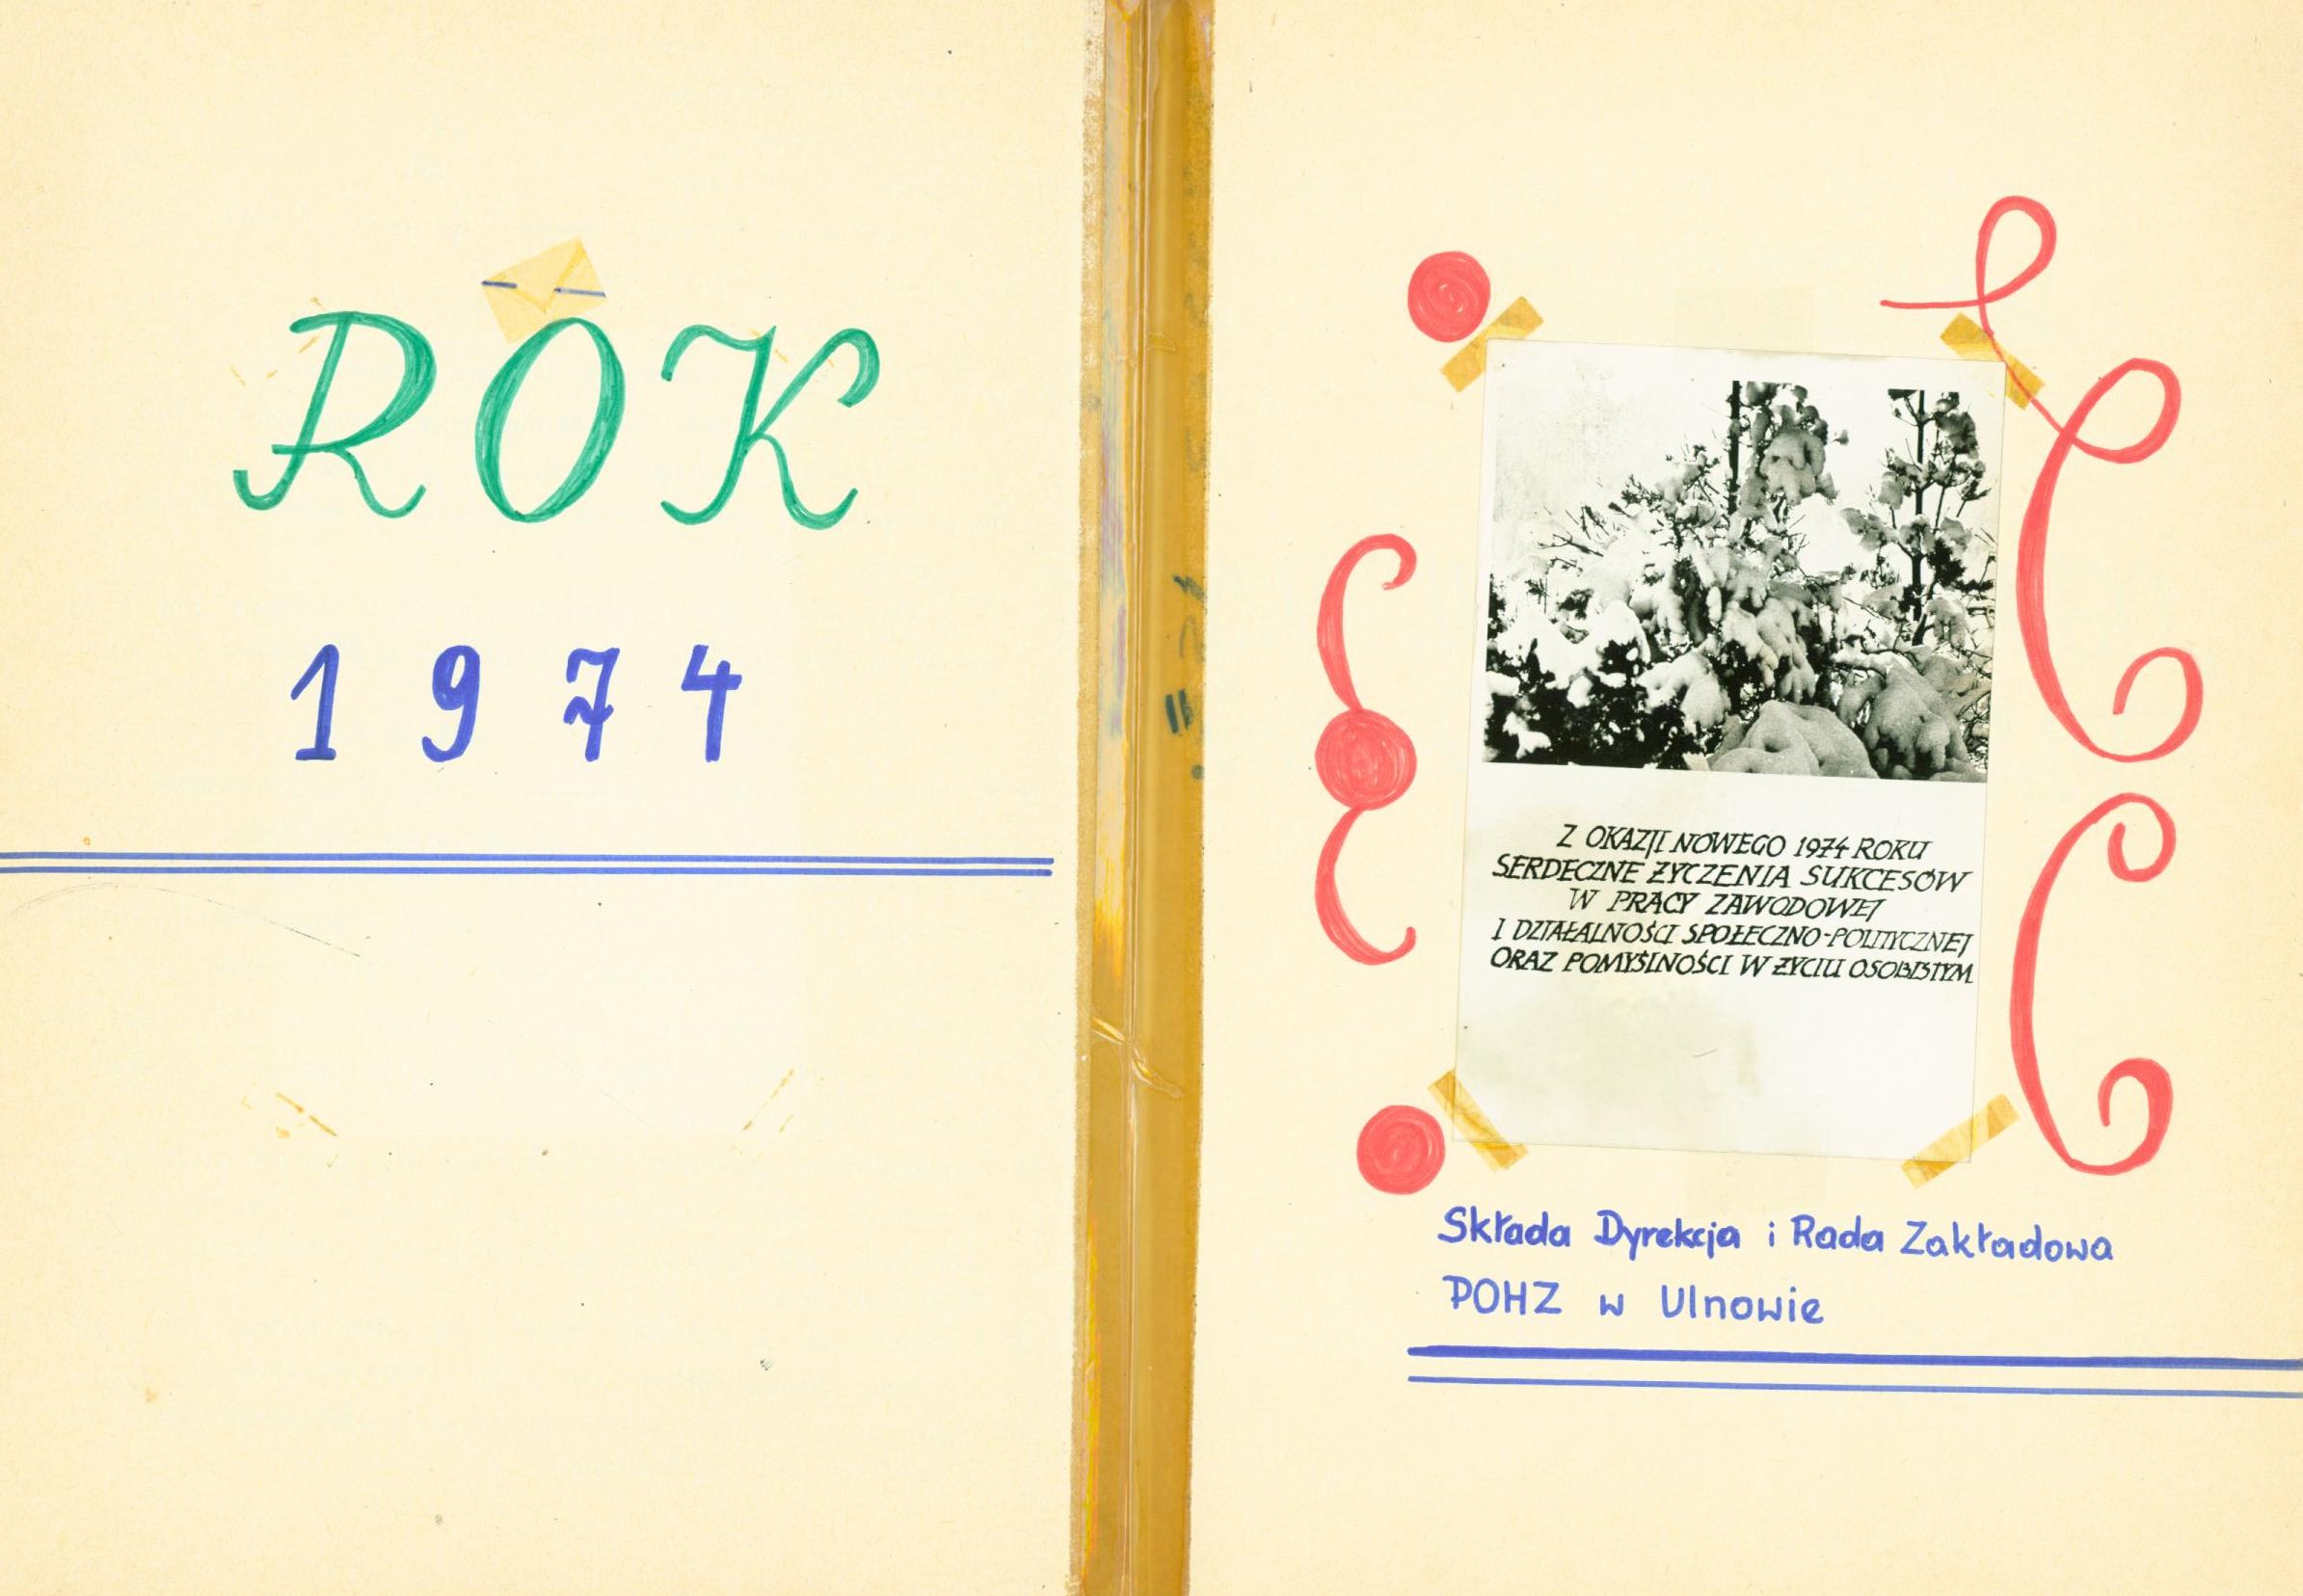 ROK
1974
Z OKAZJI NOWEGO 1974 ROKU
SERDECZNE ŻYCZENIA SUKCESÓW
W PRACY ZAWODOWEJ
I DZIAŁALNOŚCI SPOŁECZNO-POLITYCZNEJ
ORAZ POMYŚLNOŚCI W ŻYCIU OSOBISTYM
Składa Dyrekcja i Rada Zakładowa
POHZ w Ulnowie